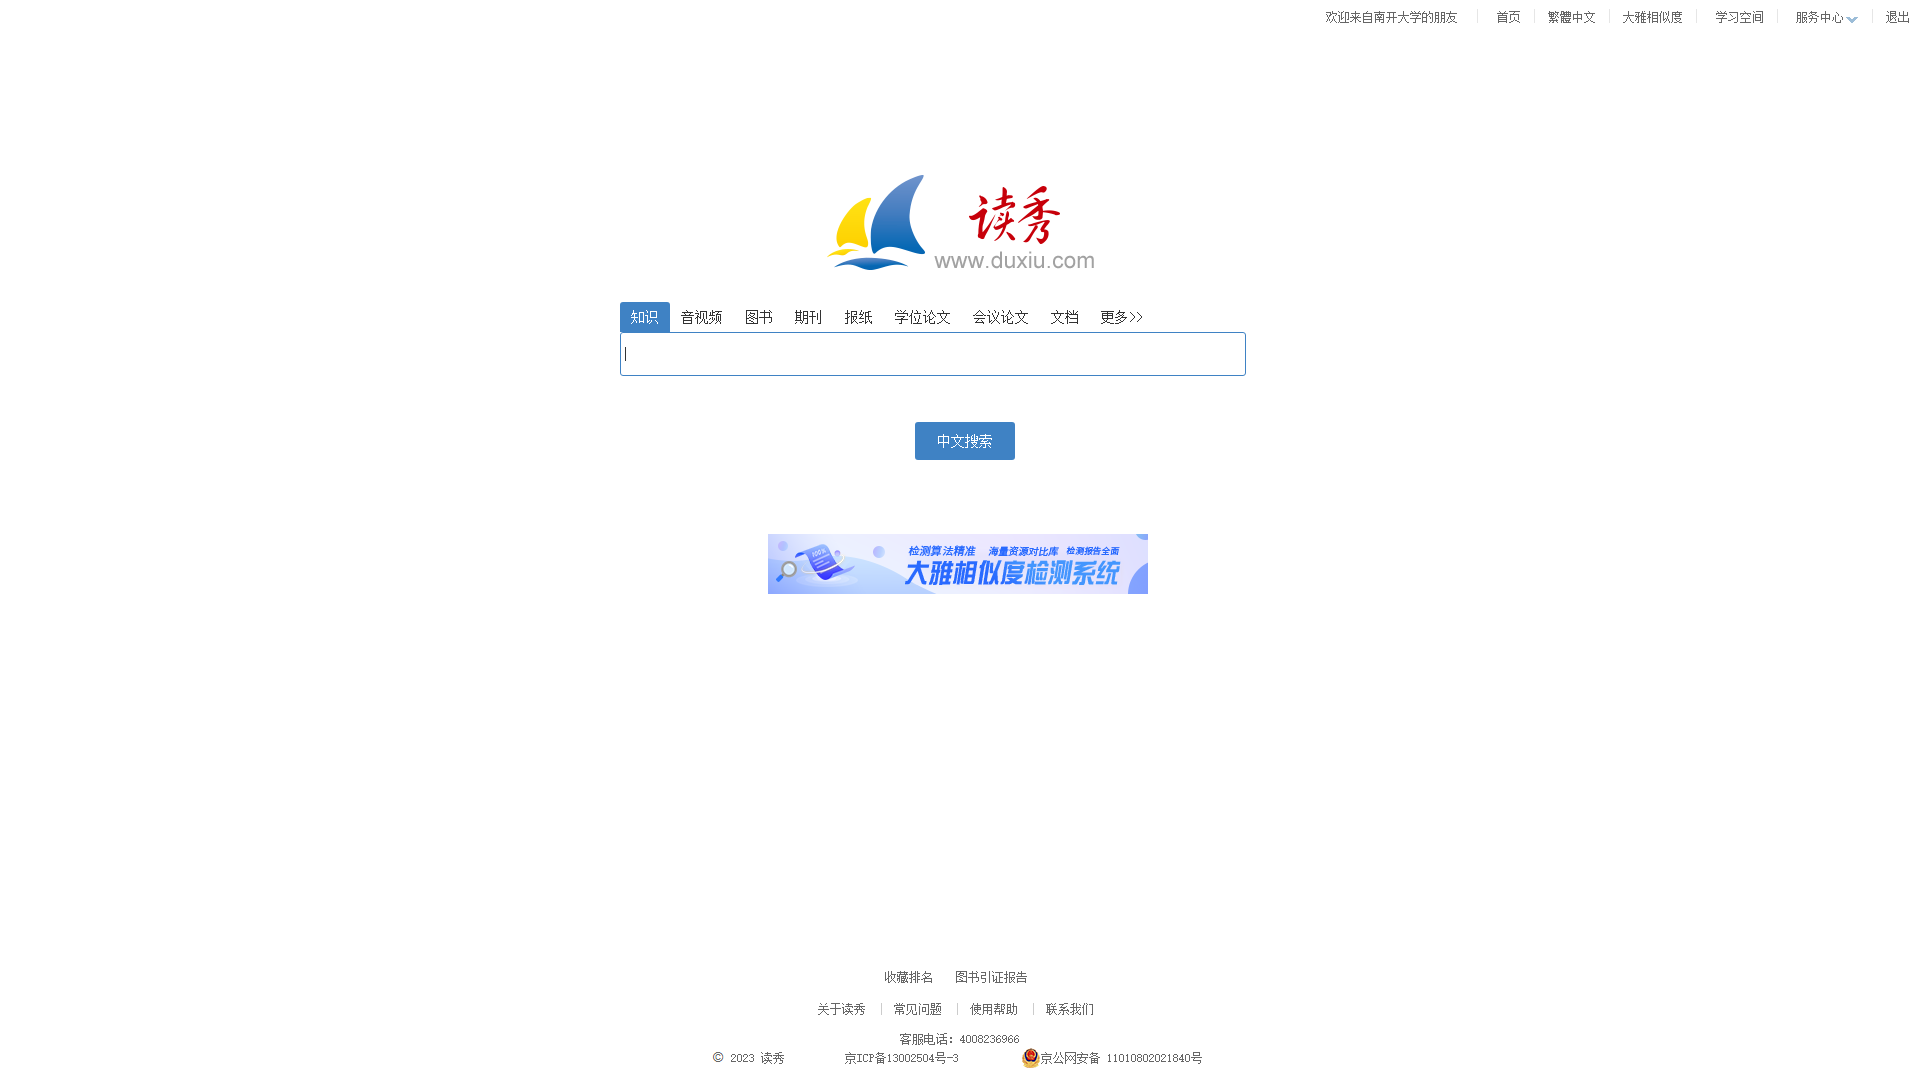 欢迎来自南开大学的朋友 首页 繁體中文 大雅相似度 学习空间 服务中心 退出
读秀
www.duxiu.com
知识 音视频 图书 期刊 报纸 学位论文 会议论文 文档 更多>>
中文搜索
检测算法精准 海量资源对比库 检测报告全面
大雅相似度检测系统
收藏排名 图书引证报告
关于读秀 常见问题 使用帮助 联系我们
客服电话：4008236966
© 2023 读秀 京ICP备13002504号-3 京公网安备 11010802021840号